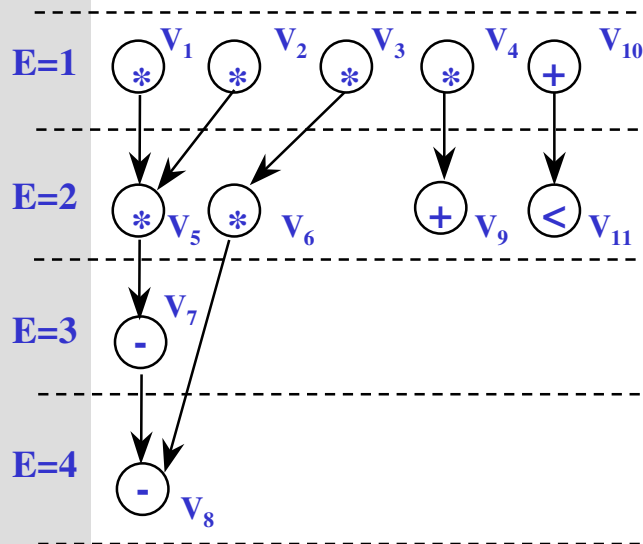 V1 V2 V3 V4 V10
E=1 * * * * +
E=2 * V5 * V6 + V9 < V11
V7
E=3 -
E=4 -
V8